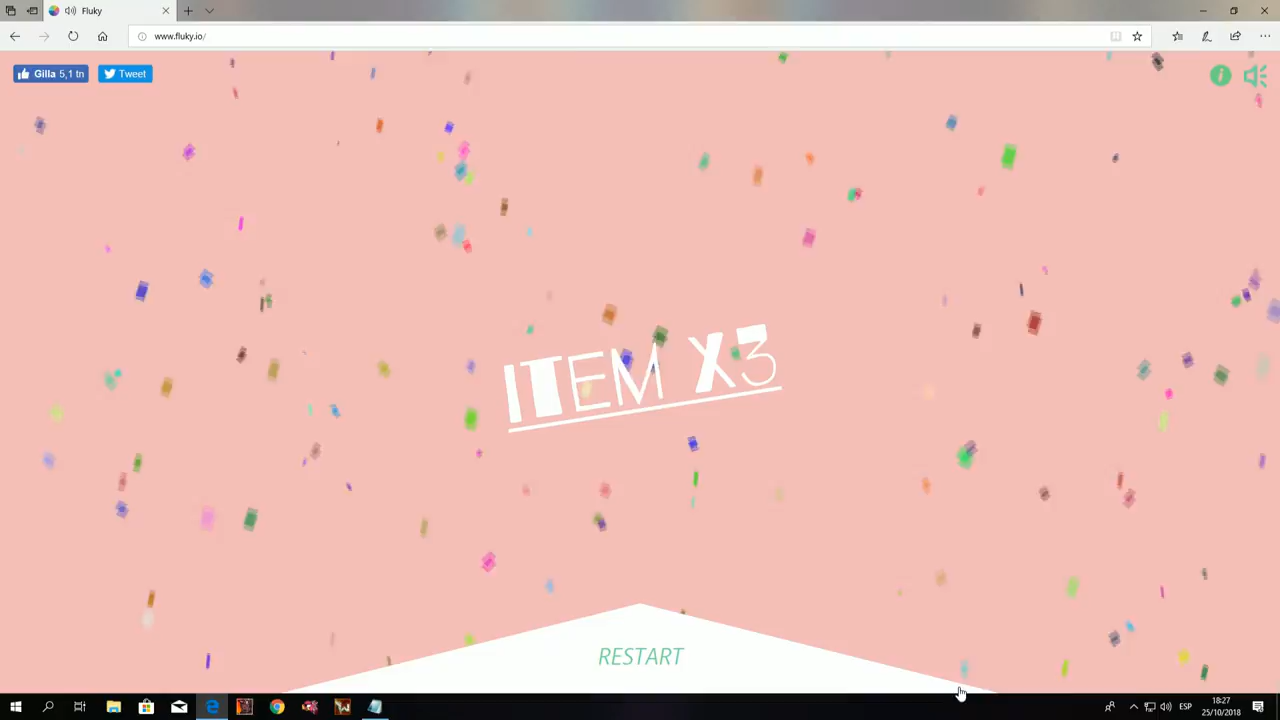 Fluky
www.fluky.io/
Gilla 5,1 tn
Tweet
ITEM X3
RESTART
ESP
18:27
25/10/2018